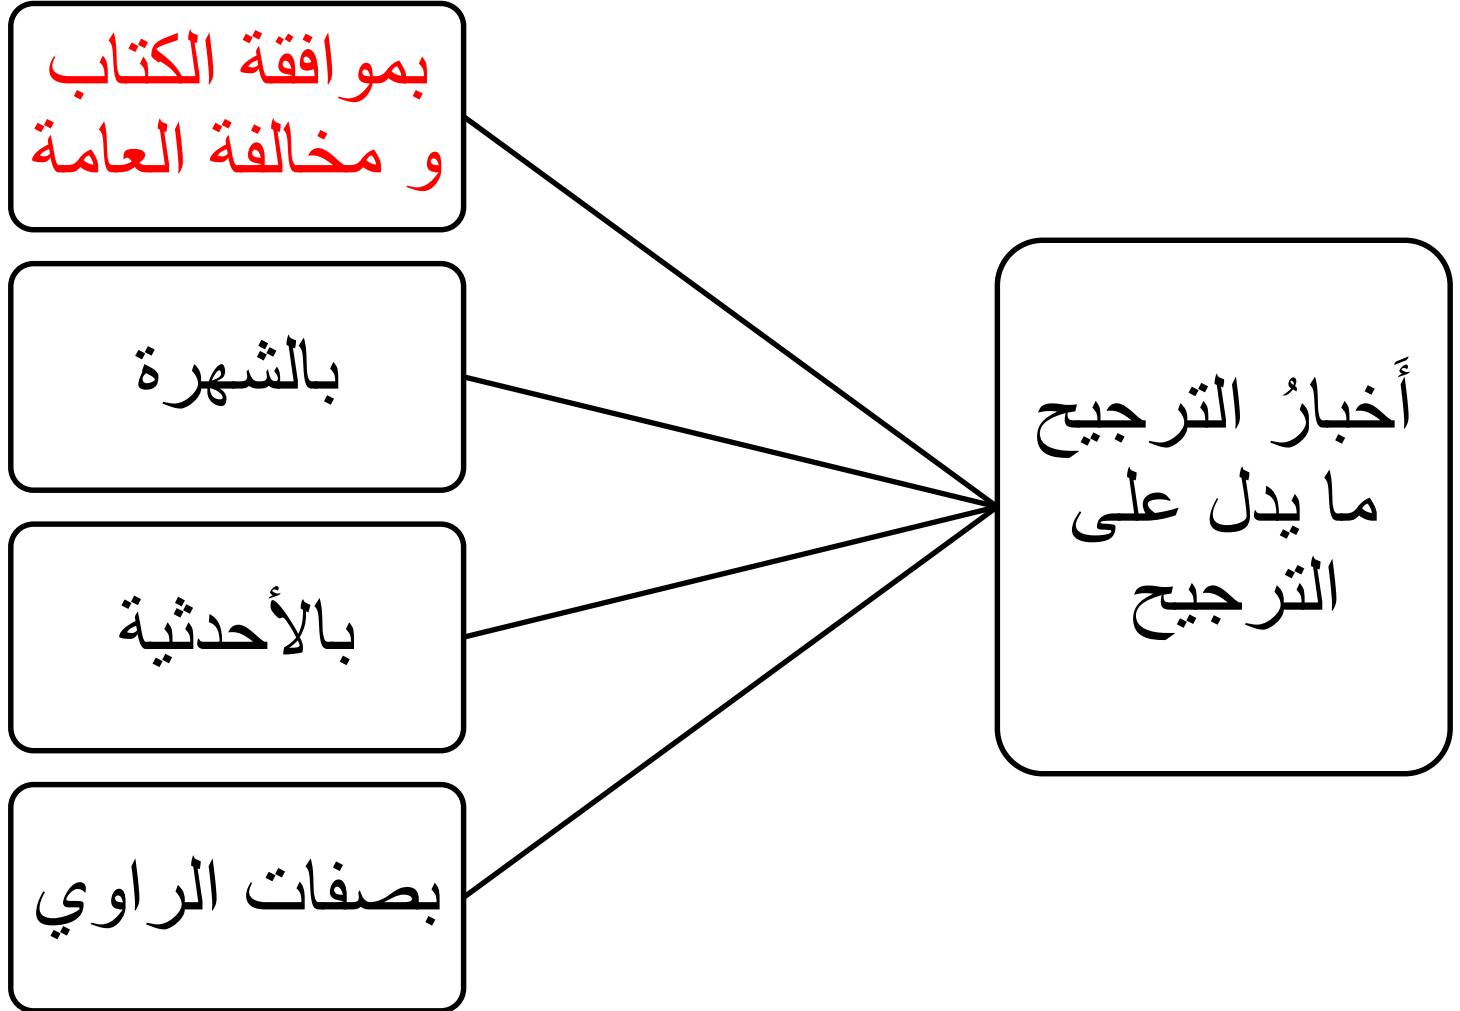 أَخبارُ الترجيح
ما يدل على
الترجيح
بموافقة الكتاب
و مخالفة العامة
بالشهرة
بالأحدثية
بصفات الراوي